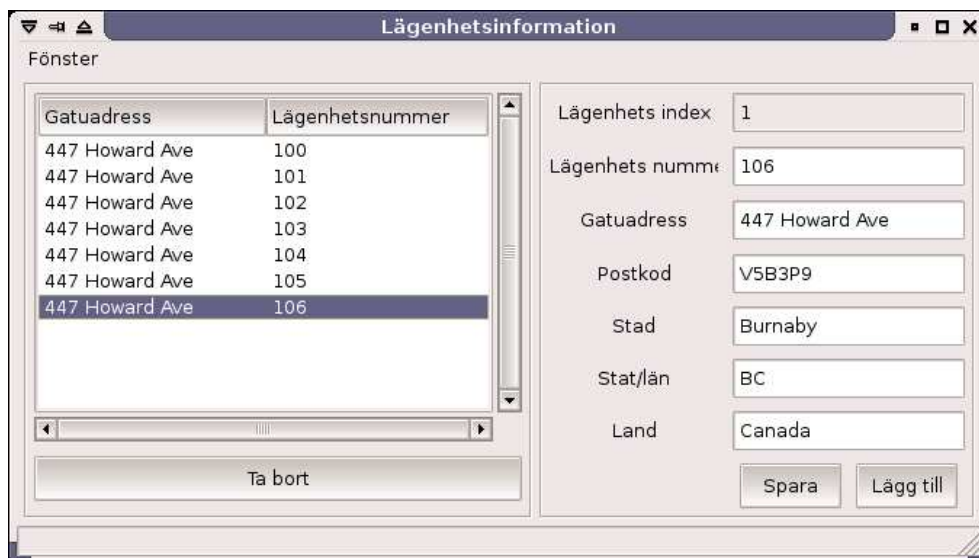 Lägenhetsinformation
Fönster
Gatuadress Lägenhetsnummer
447 Howard Ave 100
447 Howard Ave 101
447 Howard Ave 102
447 Howard Ave 103
447 Howard Ave 104
447 Howard Ave 105
447 Howard Ave 106
Ta bort
Lägenhets index 1
Lägenhets numme 106
Gatuadress 447 Howard Ave
Postkod V5B3P9
Stad Burnaby
Stat/län BC
Land Canada
Spara Lägg till